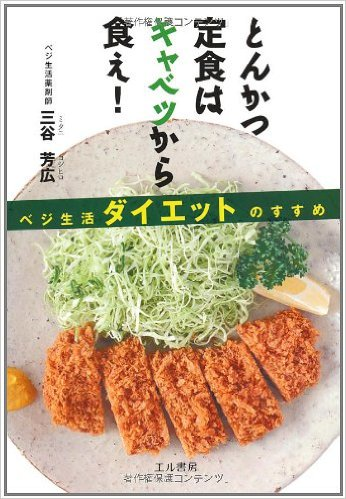 著作権保護コンテンツ
とんかつ
定食は
キャベツから
食え！
ベジ生活薬剤師
三谷 芳広
ミタニ ヨシヒロ
ベジ生活ダイエットのすすめ
エル書房
著作権保護コンテンツ